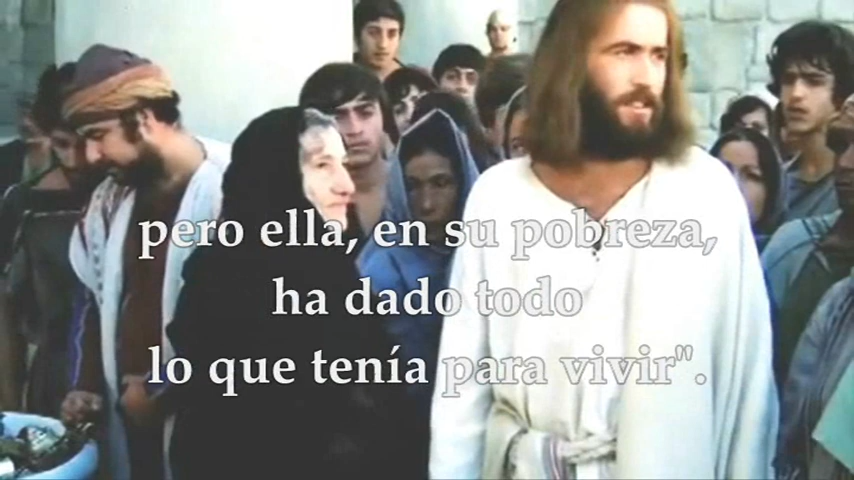 pero ella, en su pobreza,
ha dado todo
lo que tenía para vivir".